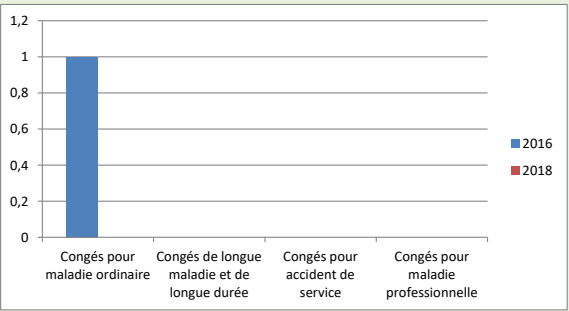 1,2
1
0,8
0,6
0,4
0,2
0
Congés pour
maladie ordinaire
Congés de longue
maladie et de
longue durée
Congés pour
accident de
service
Congés pour
maladie
professionnelle
2016
2018